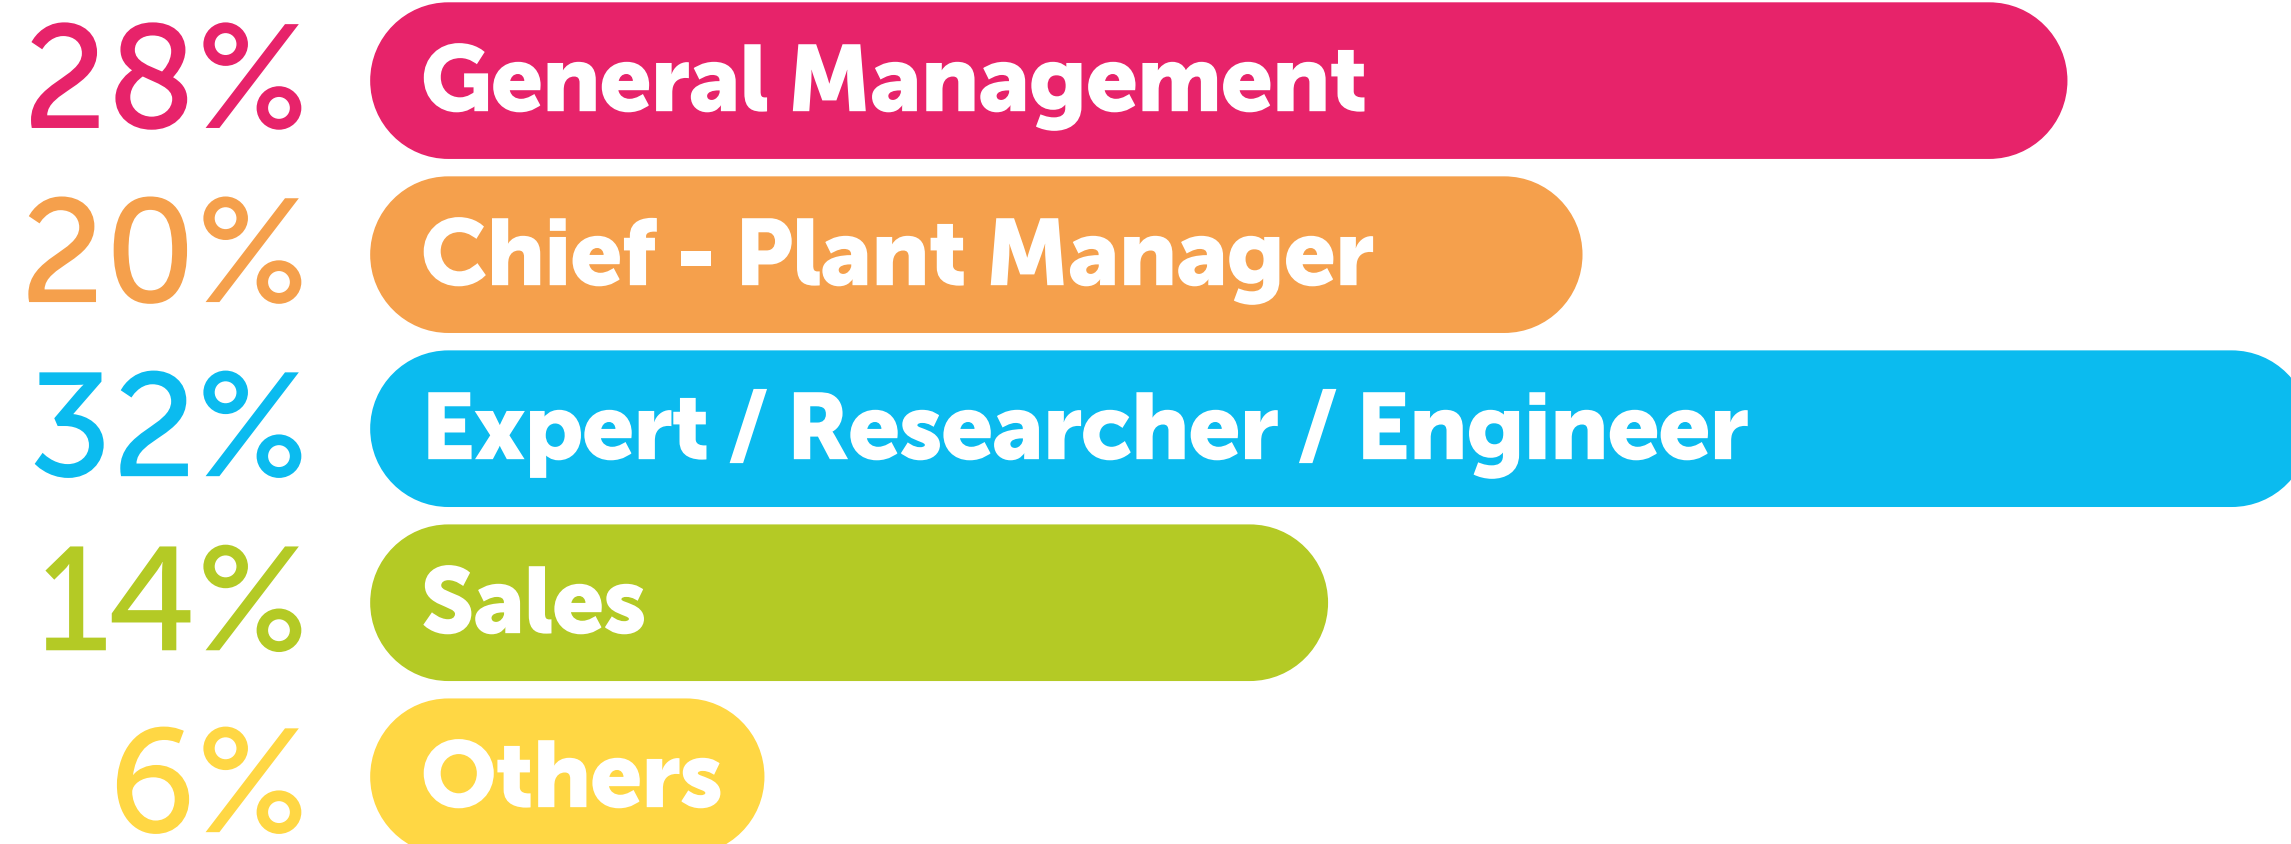 28% General Management
20% Chief - Plant Manager
32% Expert / Researcher / Engineer
14% Sales
6% Others